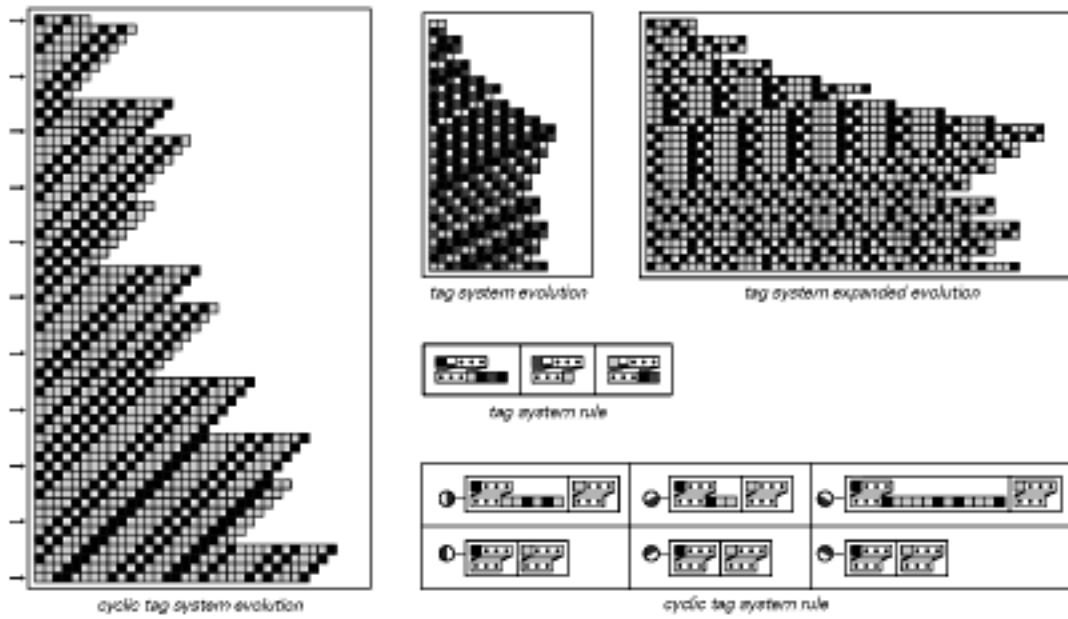 tag system evolution
tag system expanded evolution
tag system rule
cyclic tag system evolution
cyclic tag system rule